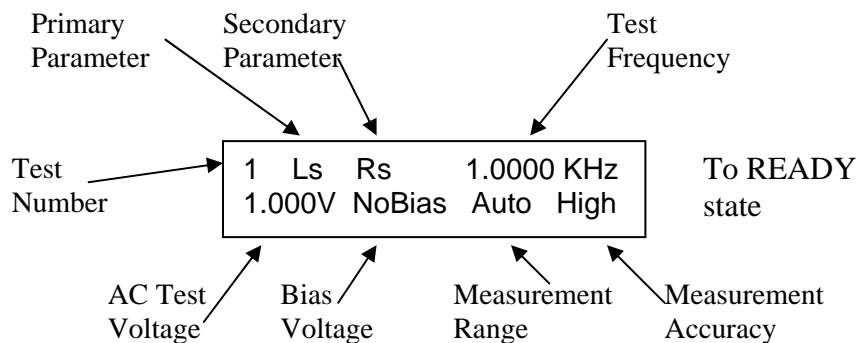 Primary Parameter
Secondary Parameter
Test Frequency
Test Number
1 Ls Rs 1.0000 KHz
1.000V NoBias Auto High
To READY state
AC Test Voltage
Bias Voltage
Measurement Range
Measurement Accuracy